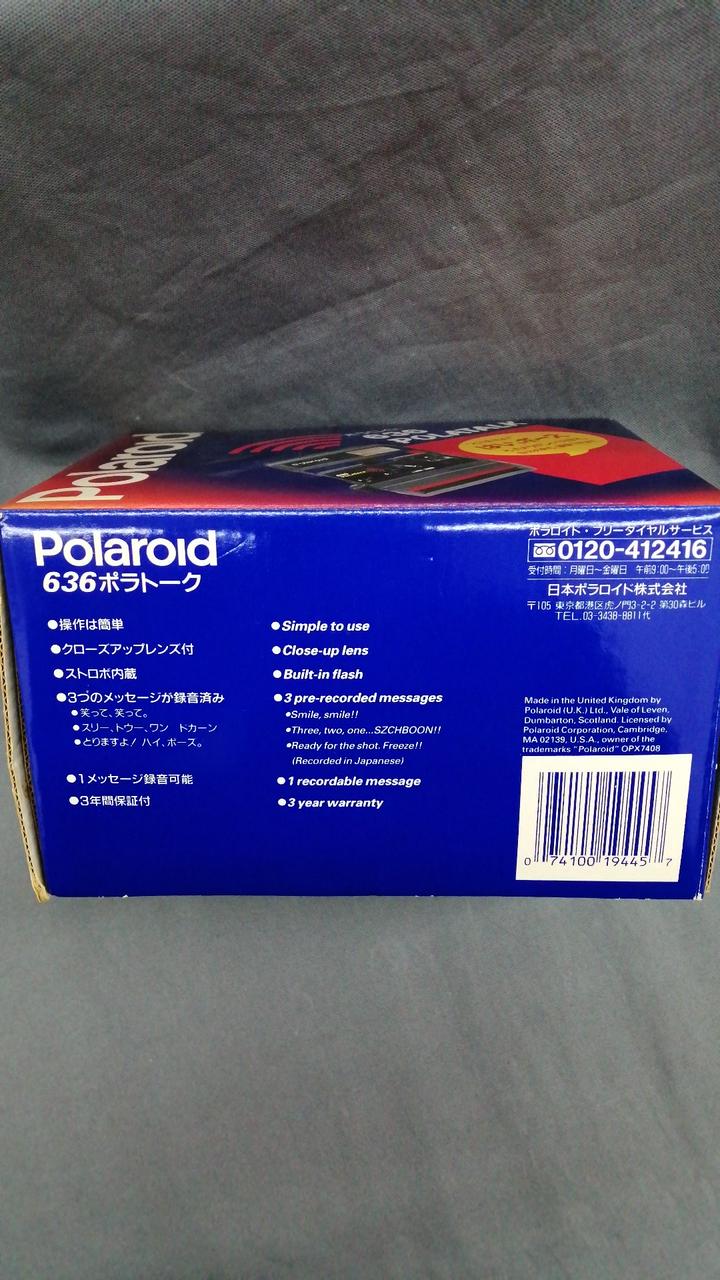 Polaroid
636
POLATALK
Polaroid
636ポラトーク
●操作は簡単
●クローズアップレンズ付
●ストロボ内蔵
●3つのメッセージが録音済み
●笑って、笑って。
●スリー、トゥー、ワン ドカーン
●とりますよ! ハイ、ポーズ。
●1メッセージ録音可能
●3年間保証付
●Simple to use
●Close-up lens
●Built-in flash
●3 pre-recorded messages
●Smile, smile!!
●Three, two, one...SZCHBOON!!
●Ready for the shot. Freeze!!
(Recorded in Japanese)
●1 recordable message
●3 year warranty
ポラロイド・フリーダイヤルサービス
0120-412416
受付時間:月曜日～金曜日 午前9:00～午後5:00
日本ポラロイド株式会社
〒105 東京都港区虎ノ門3-2-2 第30森ビル
TEL.03-3438-8811代
Made in the United Kingdom by
Polaroid (U.K.) Ltd., Vale of Leven,
Dumbarton, Scotland. Licensed by
Polaroid Corporation, Cambridge,
MA 02139, U.S.A., owner of the
trademarks "Polaroid" OPX7408
0 74100 19445 7